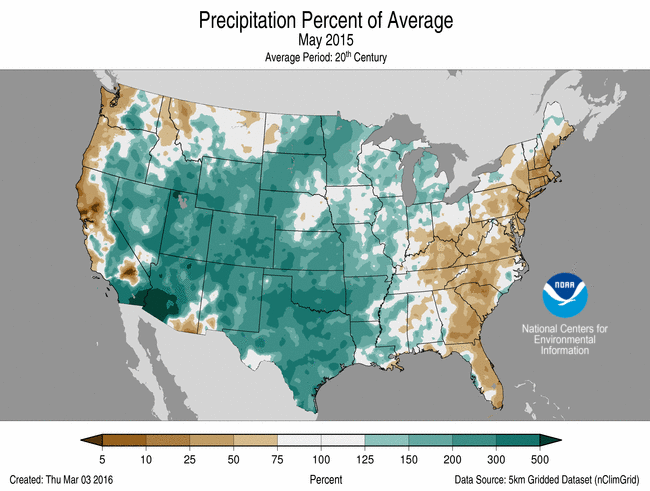 Precipitation Percent of Average
May 2015
Average Period: 20th Century
NOAA
National Centers for
Environmental
Information
5 10 25 50 75 100 125 150 200 300 500
Created: Thu Mar 03 2016 Percent Data Source: 5km Gridded Dataset (nClimGrid)